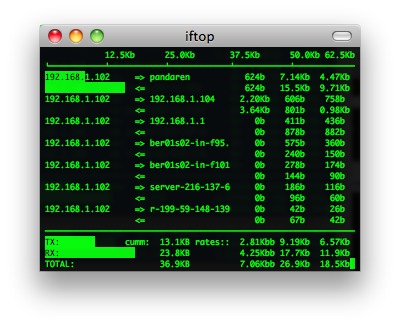 iftop
12.5Kb 25.0Kb 37.5Kb 50.0Kb 62.5Kb
192.168.1.102 => pandaren 624b 7.14Kb 4.47Kb
<= 624b 15.5Kb 9.71Kb
192.168.1.102 => 192.168.1.104 2.20Kb 606b 758b
<= 3.64Kb 801b 0.98Kb
192.168.1.102 => 192.168.1.1 0b 411b 436b
<= 0b 878b 882b
192.168.1.102 => ber01s02-in-f95. 0b 575b 360b
<= 0b 240b 150b
192.168.1.102 => ber01s02-in-f101 0b 278b 174b
<= 0b 144b 90b
192.168.1.102 => server-216-137-6 0b 186b 116b
<= 0b 96b 60b
192.168.1.102 => r-199-59-148-139 0b 42b 26b
<= 0b 67b 42b
TX: cumm: 13.1KB rates:: 2.81Kbb 9.19Kb 6.57Kb
RX: 23.8KB 4.25Kbb 17.7Kb 11.9Kb
TOTAL: 36.9KB 7.06Kbb 26.9Kb 18.5Kb